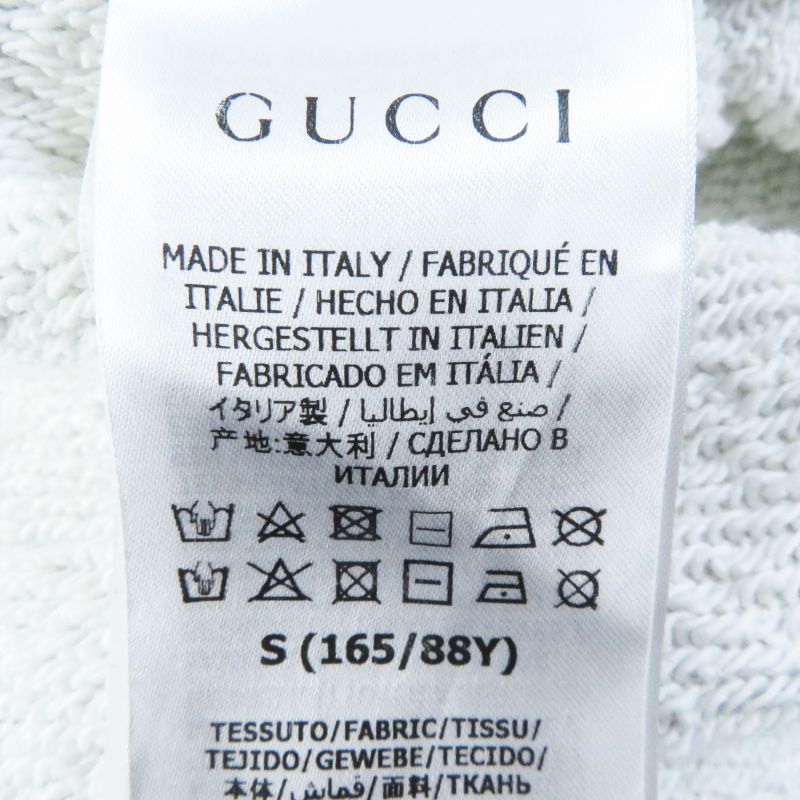 GUCCI
MADE IN ITALY / FABRIQUÉ EN
ITALIE / HECHO EN ITALIA /
HERGESTELLT IN ITALIEN /
FABRICADO EM ITÁLIA /
イタリア製 / صنع في إيطاليا /
产地:意大利 / СДЕЛАНО В
ИТАЛИИ
S (165/88Y)
TESSUTO/FABRIC/TISSU/
TEJIDO/GEWEBE/TECIDO/
本体/قماش/面料/ТКАНЬ